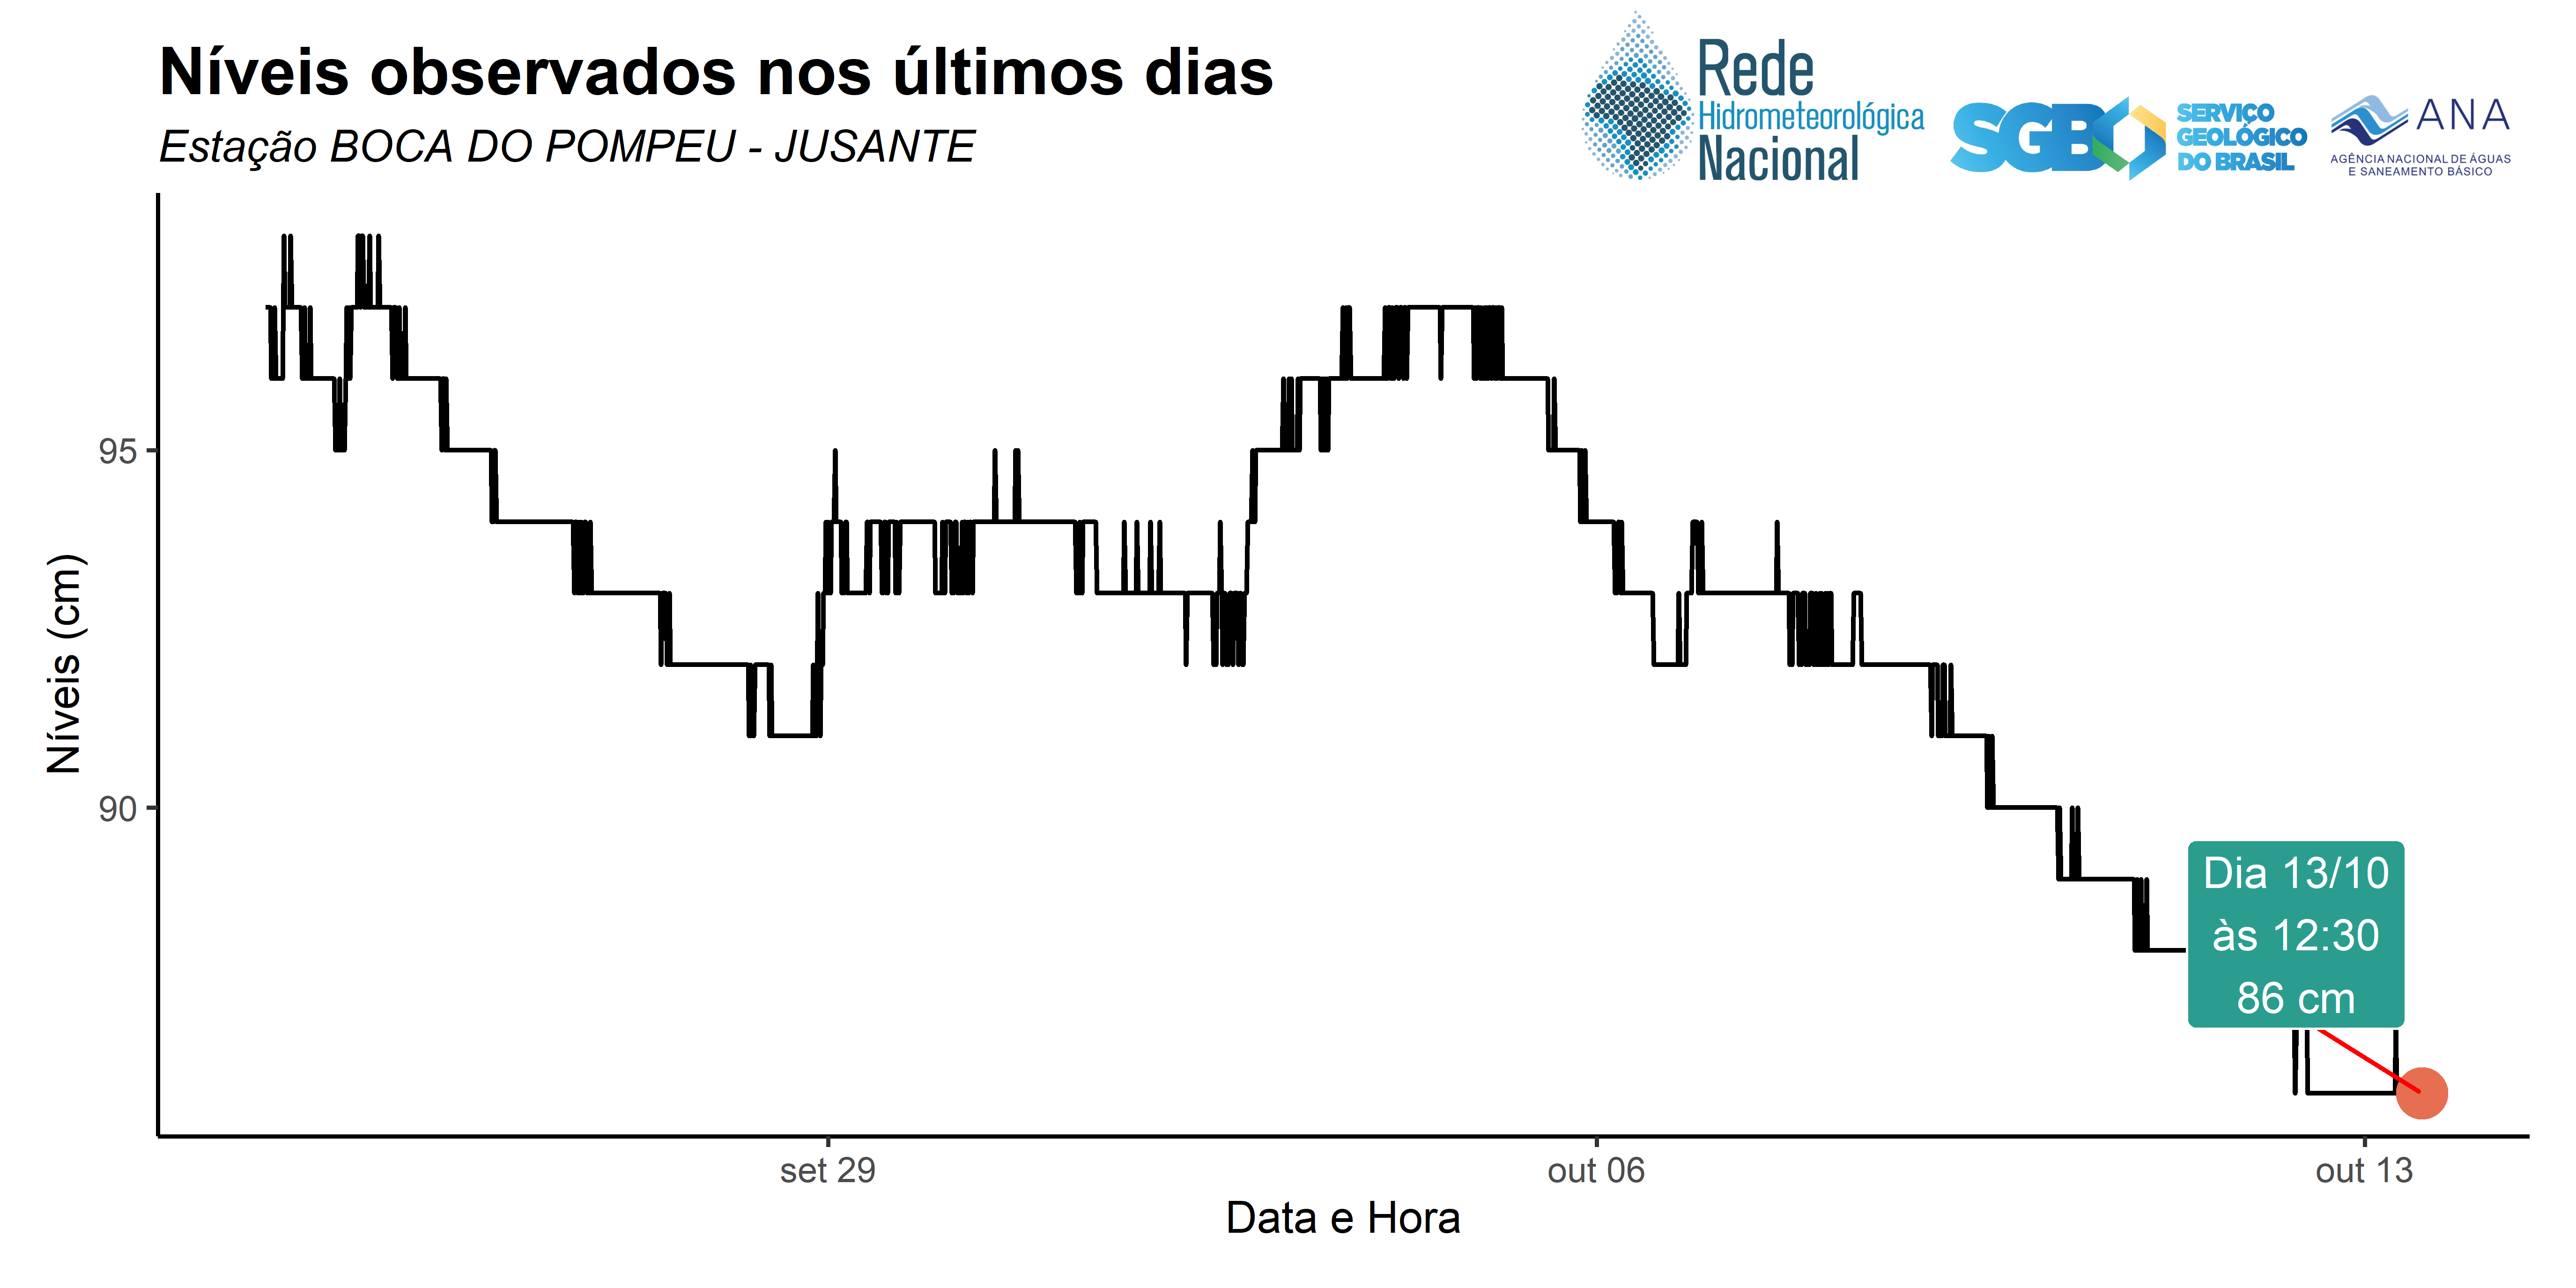 Níveis observados nos últimos dias
Estação BOCA DO POMPEU - JUSANTE
Rede
Hidrometeorológica
Nacional
SGB
SERVIÇO
GEOLÓGICO
DO BRASIL
ANA
AGÊNCIA NACIONAL DE ÁGUAS
E SANEAMENTO BÁSICO
Níveis (cm)
95
90
Dia 13/10
às 12:30
86 cm
set 29
out 06
out 13
Data e Hora